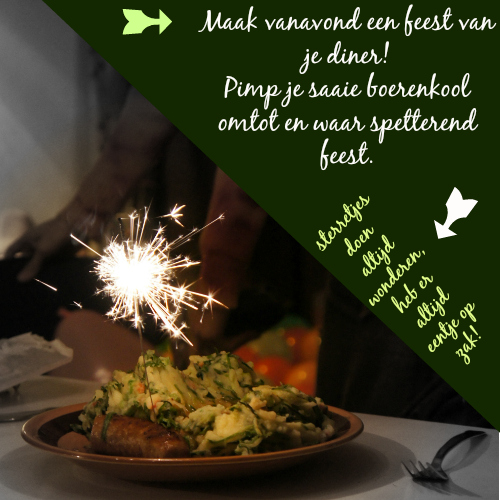 Maak vanavond een feest van
je diner!
Pimp je saaie boerenkool
omtot en waar spetterend
feest.
sterretjes
doen
altijd
wonderen,
heb er
altijd
eentje op
zak!